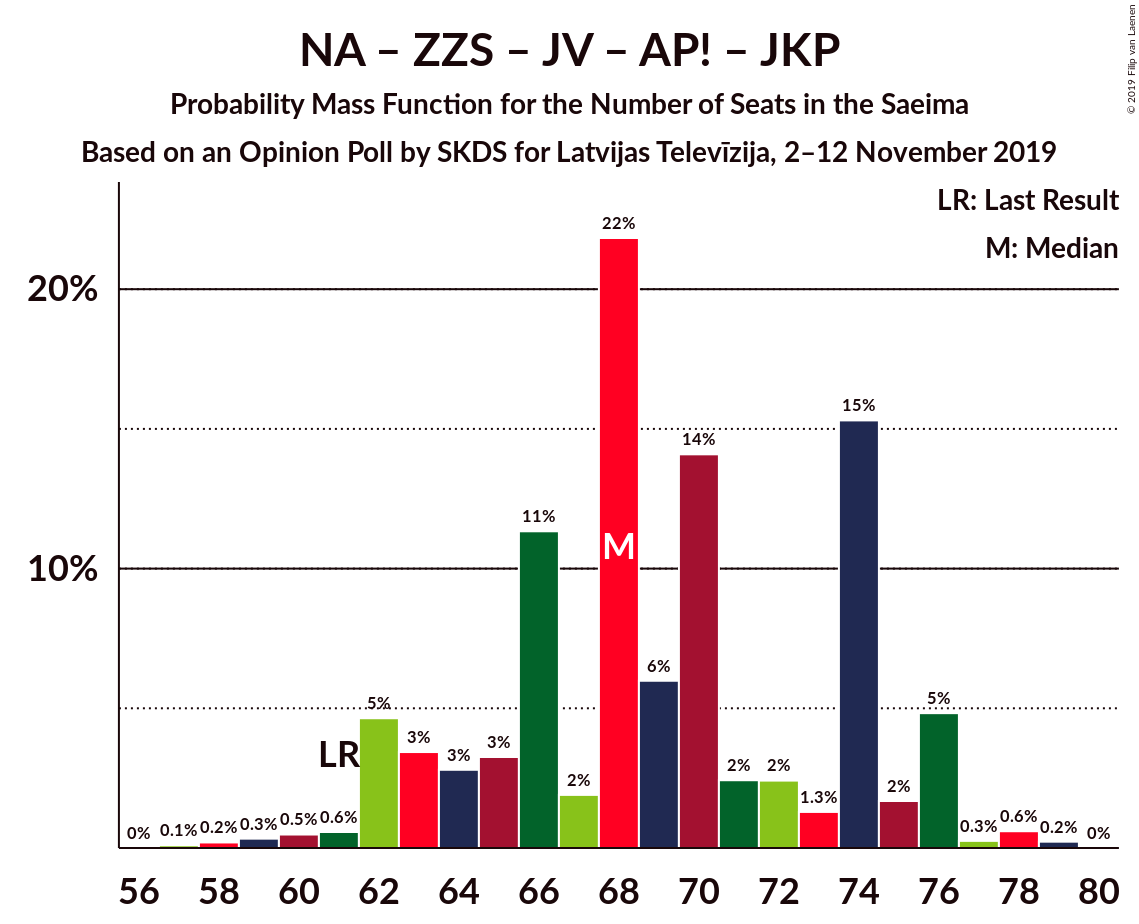 NA – ZZS – JV – AP! – JKP
Probability Mass Function for the Number of Seats in the Saeima
Based on an Opinion Poll by SKDS for Latvijas Televīzija, 2–12 November 2019
© 2019 Filip van Laenen
LR: Last Result
M: Median
20%
10%
0% 0.1% 0.2% 0.3% 0.5% 0.6% 5% 3% 3% 3% 11% 2% 22% 6% 14% 2% 2% 1.3% 15% 2% 5% 0.3% 0.6% 0.2% 0%
LR
M
56 58 60 62 64 66 68 70 72 74 76 78 80